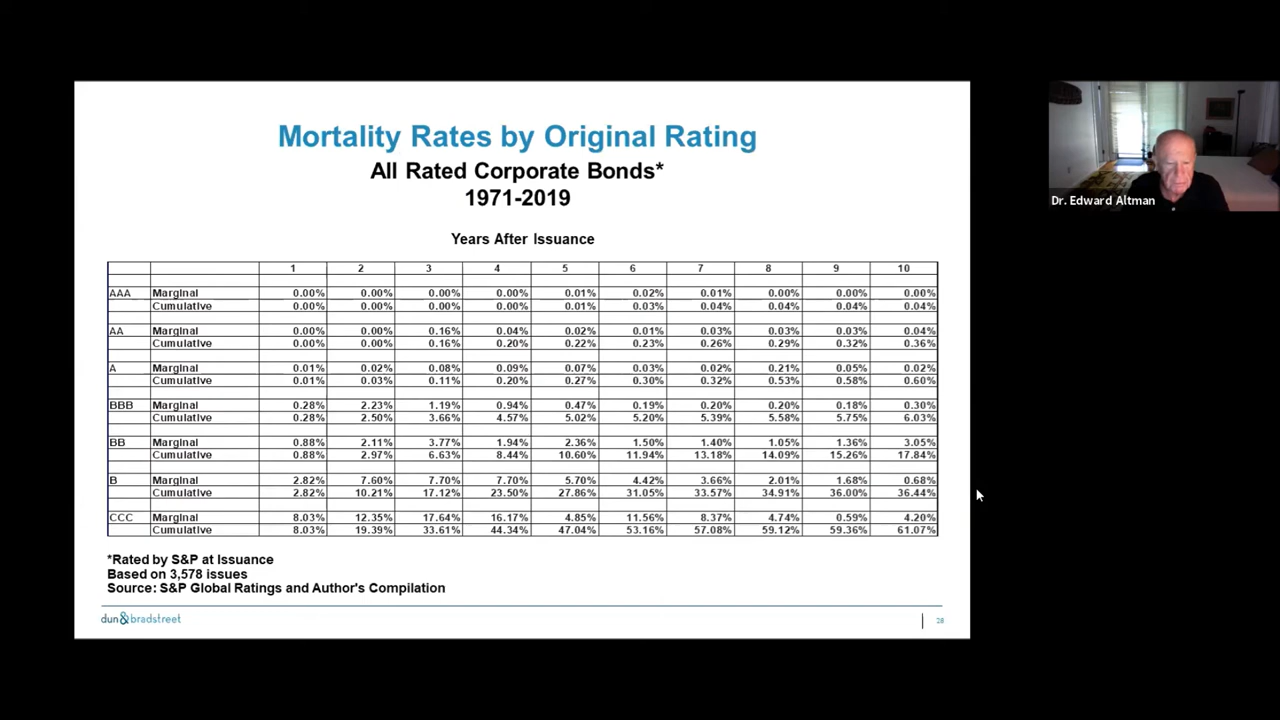 Mortality Rates by Original Rating
All Rated Corporate Bonds*
1971-2019
Years After Issuance
1 2 3 4 5 6 7 8 9 10
AAA Marginal 0.00% 0.00% 0.00% 0.00% 0.01% 0.02% 0.01% 0.00% 0.00% 0.00%
Cumulative 0.00% 0.00% 0.00% 0.00% 0.01% 0.03% 0.04% 0.04% 0.04% 0.04%
AA Marginal 0.00% 0.00% 0.16% 0.04% 0.02% 0.01% 0.03% 0.03% 0.03% 0.04%
Cumulative 0.00% 0.00% 0.16% 0.20% 0.22% 0.23% 0.26% 0.29% 0.32% 0.36%
A Marginal 0.01% 0.02% 0.08% 0.09% 0.07% 0.03% 0.02% 0.21% 0.05% 0.02%
Cumulative 0.01% 0.03% 0.11% 0.20% 0.27% 0.30% 0.32% 0.53% 0.58% 0.60%
BBB Marginal 0.28% 2.23% 1.19% 0.94% 0.47% 0.19% 0.20% 0.20% 0.18% 0.30%
Cumulative 0.28% 2.50% 3.66% 4.57% 5.02% 5.20% 5.39% 5.58% 5.75% 6.03%
BB Marginal 0.88% 2.11% 3.77% 1.94% 2.36% 1.50% 1.40% 1.05% 1.36% 3.05%
Cumulative 0.88% 2.97% 6.63% 8.44% 10.60% 11.94% 13.18% 14.09% 15.26% 17.84%
B Marginal 2.82% 7.60% 7.70% 7.70% 5.70% 4.42% 3.66% 2.01% 1.68% 0.68%
Cumulative 2.82% 10.21% 17.12% 23.50% 27.86% 31.05% 33.57% 34.91% 36.00% 36.44%
CCC Marginal 8.03% 12.35% 17.64% 16.17% 4.85% 11.56% 8.37% 4.74% 0.59% 4.20%
Cumulative 8.03% 19.39% 33.61% 44.34% 47.04% 53.16% 57.08% 59.12% 59.36% 61.07%
*Rated by S&P at Issuance
Based on 3,578 issues
Source: S&P Global Ratings and Author's Compilation
dun&bradstreet
28
Dr. Edward Altman